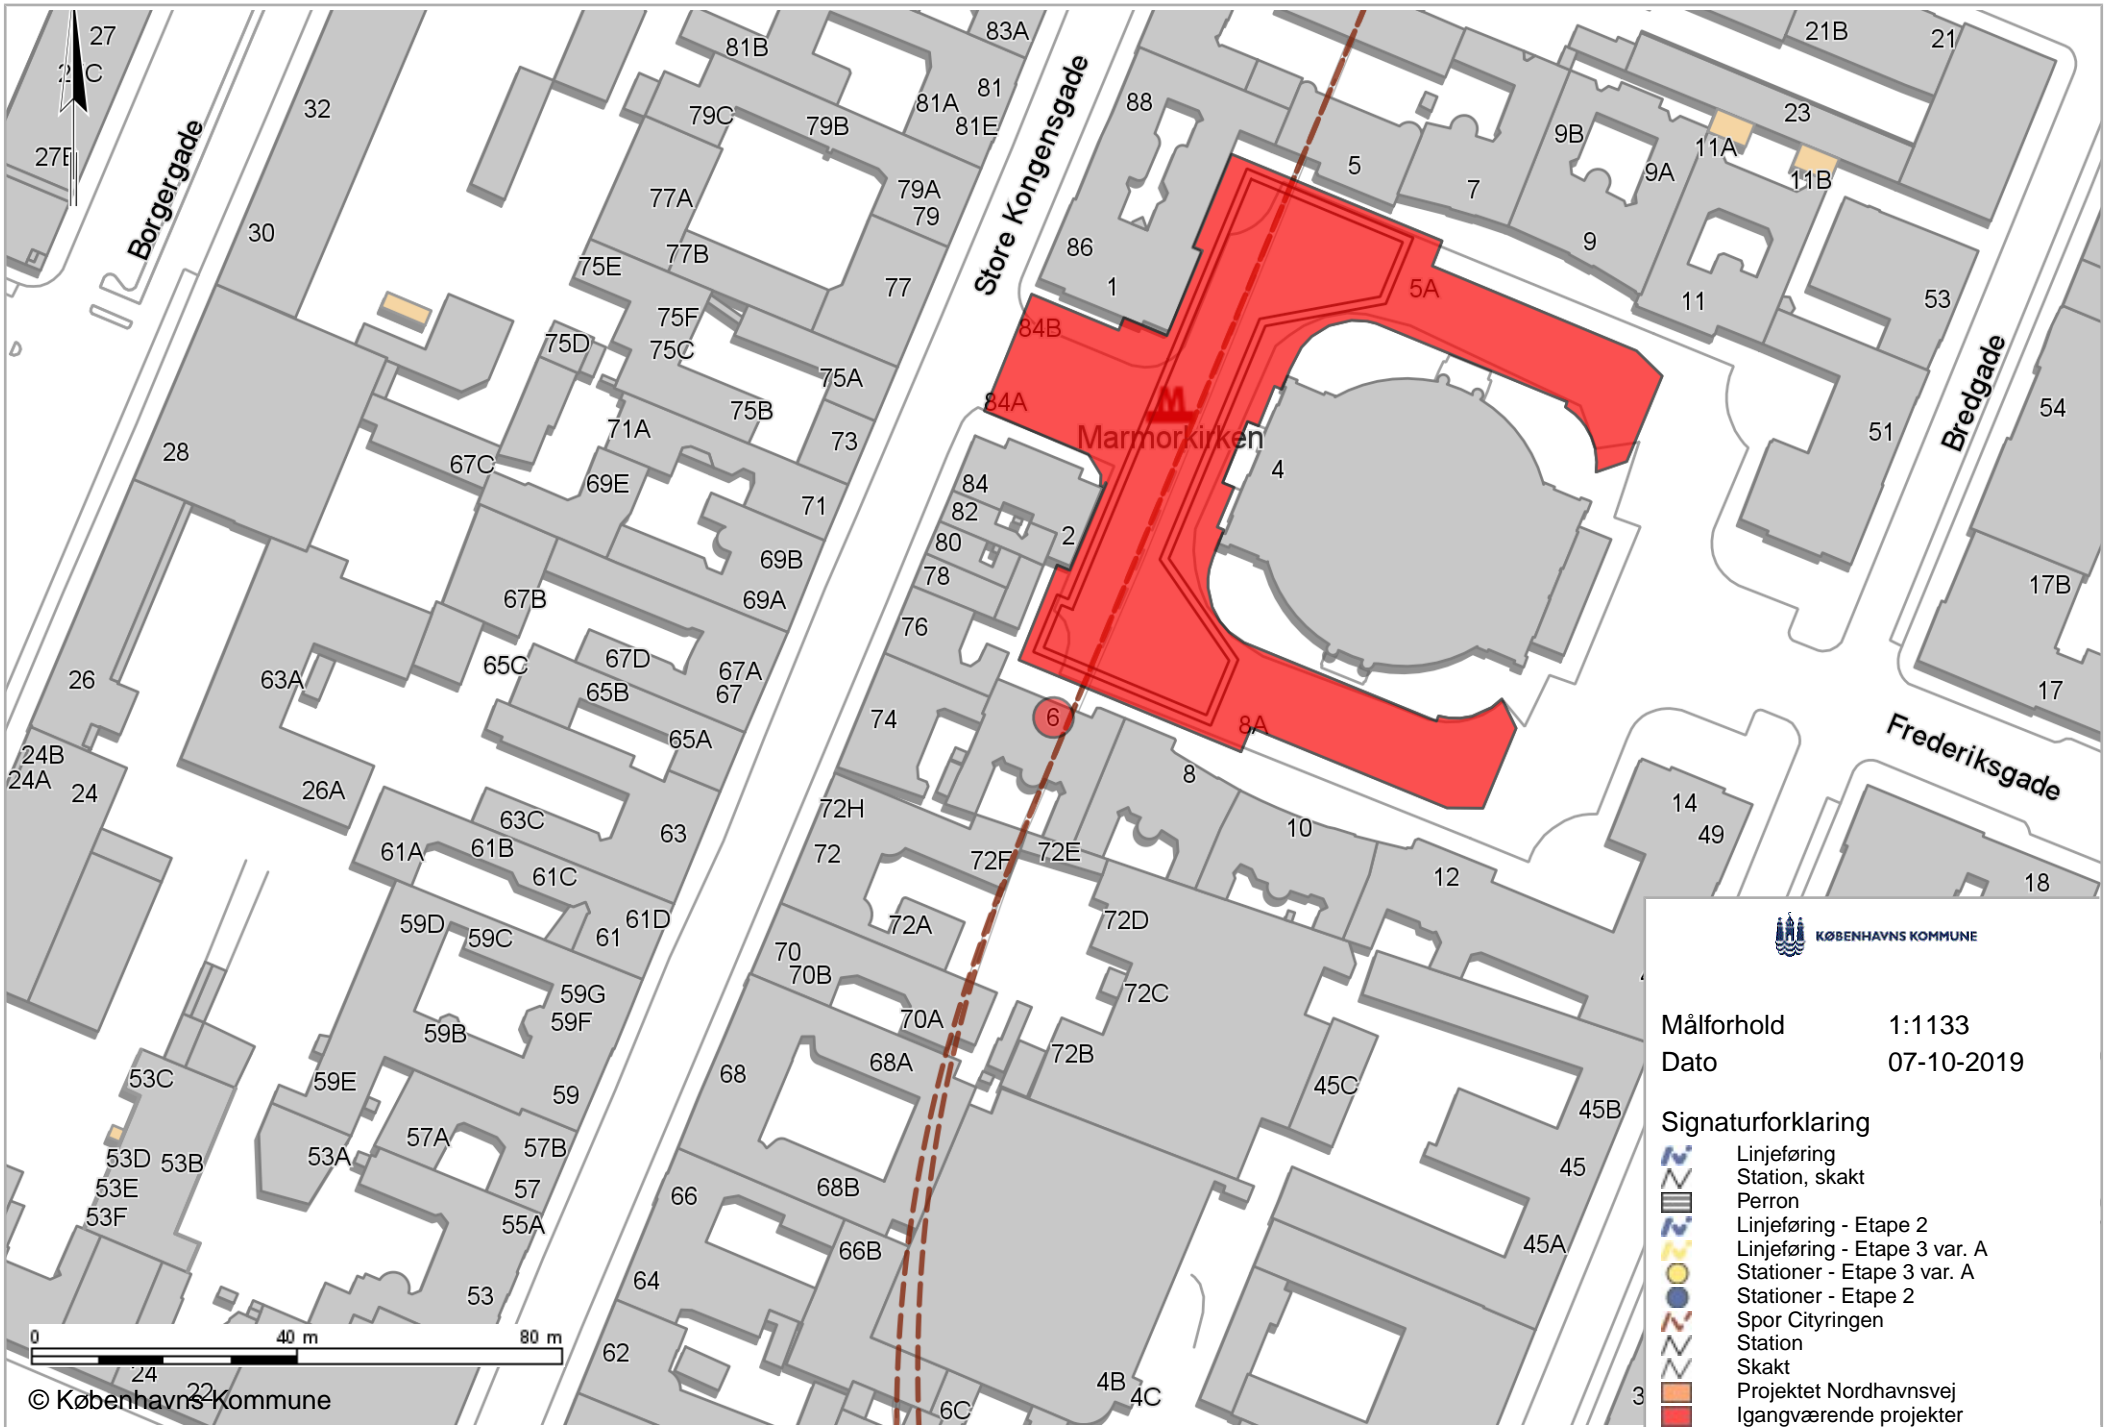 27
27B
32
30
28
26
24B
24A
24
26A
63A
Borgergade
81B
83A
81
81A
81E
79C
79B
79A
79
77A
77B
77
75E
75F
75C
75D
75A
75B
73
71A
71
67C
69E
69B
69A
67B
67D
67A
67
65C
65B
65A
63C
63
61A
61B
61C
61D
61
59D
59C
59G
59F
59B
59E
59
57A
57B
57
55A
53C
53A
53D
53B
53E
53F
53
Store Kongensgade
88
86
1
84B
84A
84
82
80
78
2
76
74
6
72H
72
72F
72E
72A
72D
72C
72B
70
70B
70A
68
68A
68B
66
66B
64
62
6C
4B
4C
M
Marmorkirken
4
5
5A
7
9B
9A
9
11A
11B
11
21B
21
23
53
51
54
Bredgade
17B
17
Frederiksgade
8A
8
10
12
14
49
18
45C
45B
45
45A
KØBENHAVNS KOMMUNE
Målforhold 1:1133
Dato 07-10-2019
Signaturforklaring
Linjeføring
Station, skakt
Perron
Linjeføring - Etape 2
Linjeføring - Etape 3 var. A
Stationer - Etape 3 var. A
Stationer - Etape 2
Spor Cityringen
Station
Skakt
Projektet Nordhavnsvej
Igangværende projekter
0 40 m 80 m
24
22
© Københavns Kommune